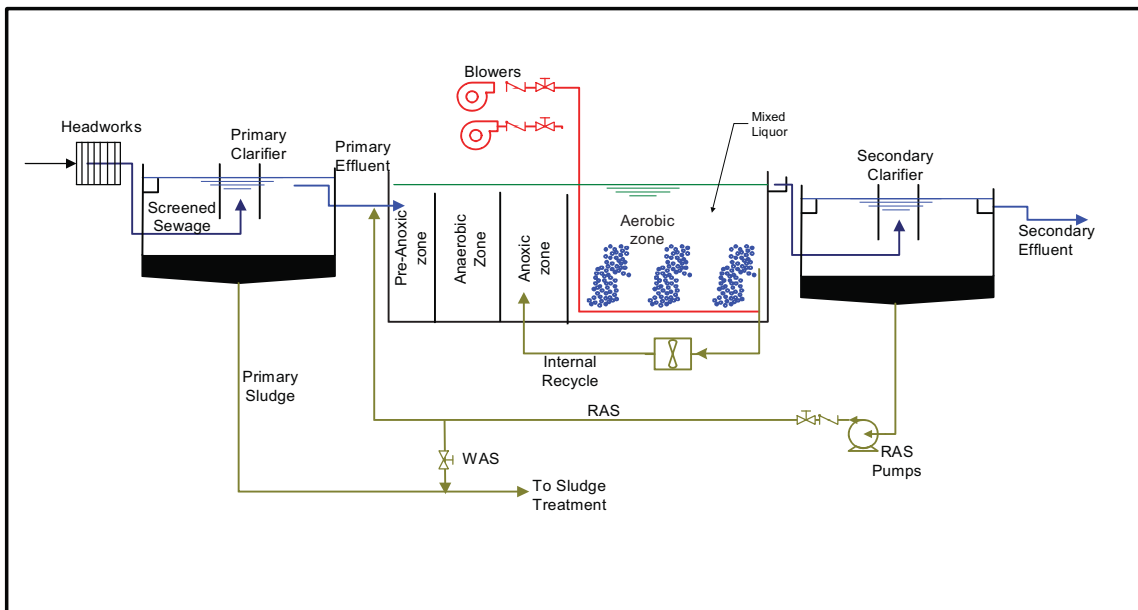 Headworks
Primary
Clarifier
Screened
Sewage
Primary
Effluent
Blowers
Mixed
Liquor
Pre-Anoxic
zone
Anaerobic
Zone
Anoxic
zone
Aerobic
zone
Secondary
Clarifier
Secondary
Effluent
Internal
Recycle
Primary
Sludge
RAS
WAS
RAS
Pumps
To Sludge
Treatment